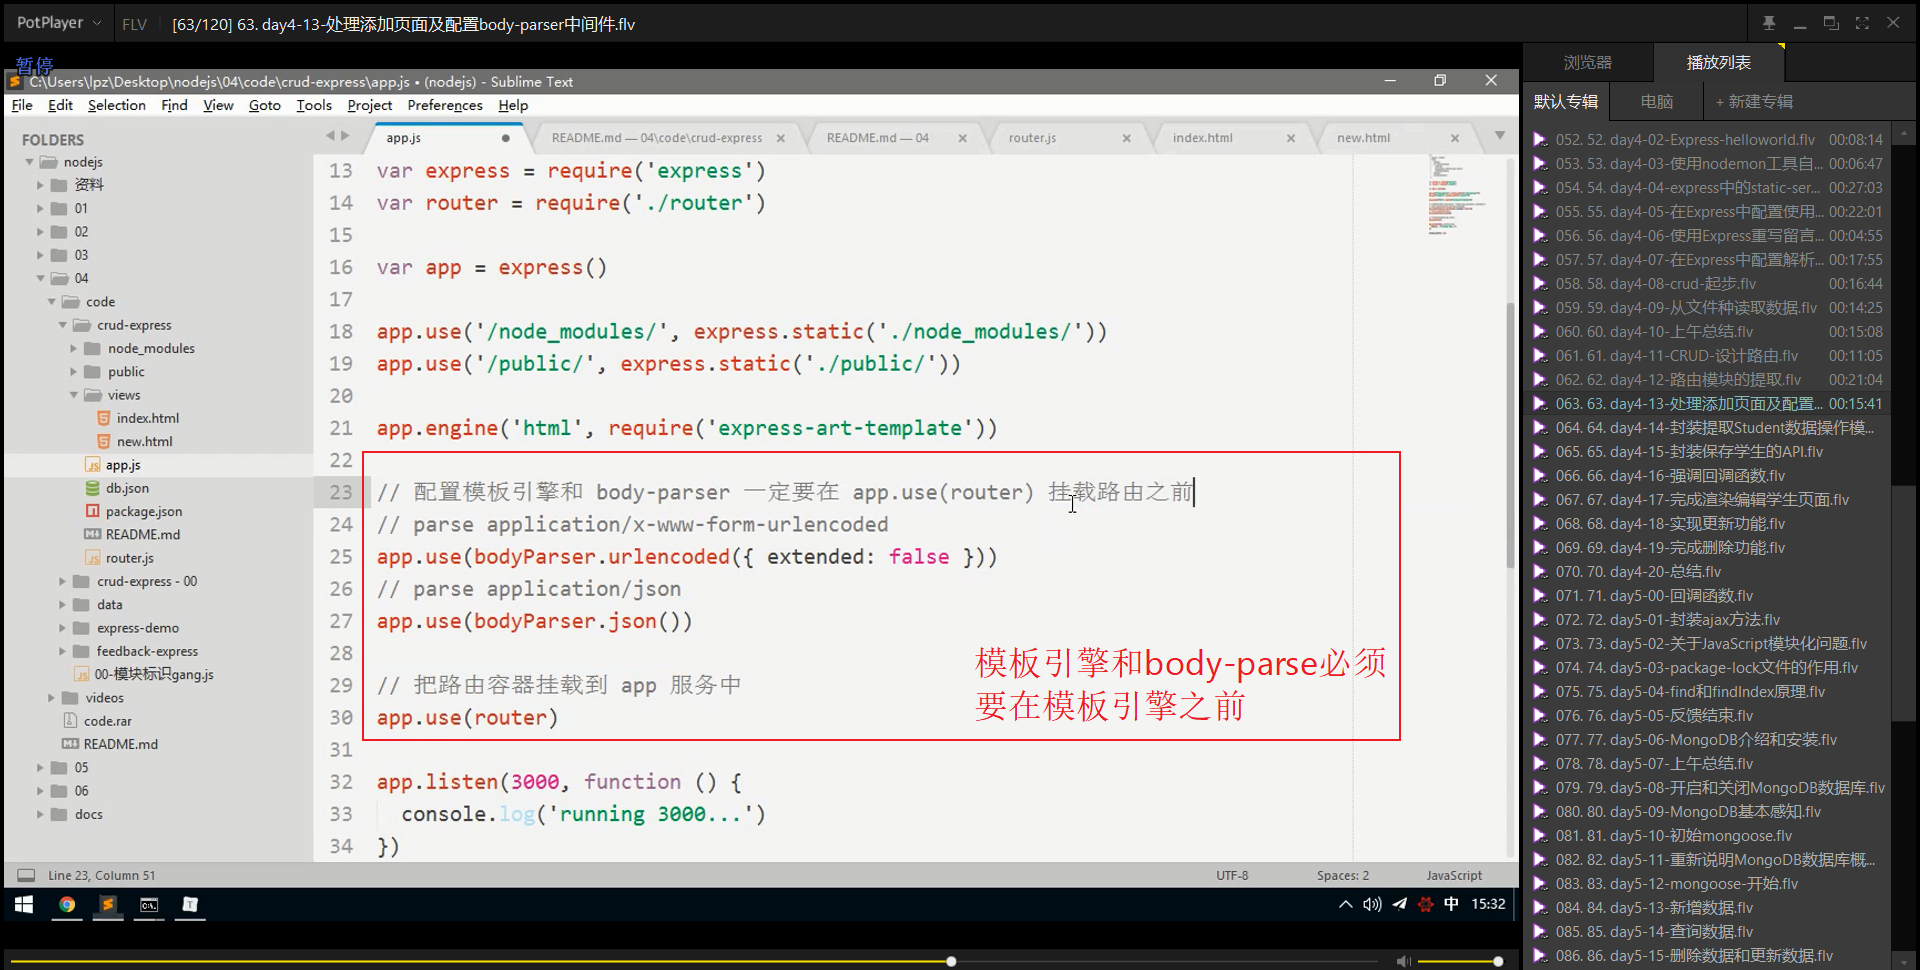 PotPlayer
FLV
[63/120] 63. day4-13-处理添加页面及配置body-parser中间件.flv
暂停
C:\Users\lpz\Desktop\nodejs\04\code\crud-express\app.js • (nodejs) - Sublime Text
File Edit Selection Find View Goto Tools Project Preferences Help
FOLDERS
nodejs
资料
01
02
03
04
code
crud-express
node_modules
public
views
index.html
new.html
app.js
db.json
package.json
README.md
router.js
crud-express - 00
data
express-demo
feedback-express
00-模块标识gang.js
videos
code.rar
README.md
05
06
docs
app.js
README.md — 04\code\crud-express
README.md — 04
router.js
index.html
new.html
13 var express = require('express')
14 var router = require('./router')
15
16 var app = express()
17
18 app.use('/node_modules/', express.static('./node_modules/'))
19 app.use('/public/', express.static('./public/'))
20
21 app.engine('html', require('express-art-template'))
22
23 // 配置模板引擎和 body-parser 一定要在 app.use(router) 挂载路由之前
24 // parse application/x-www-form-urlencoded
25 app.use(bodyParser.urlencoded({ extended: false }))
26 // parse application/json
27 app.use(bodyParser.json())
28
29 // 把路由容器挂载到 app 服务中
30 app.use(router)
31
32 app.listen(3000, function () {
33 console.log('running 3000...')
34 })
模板引擎和body-parse必须
要在模板引擎之前
Line 23, Column 51
UTF-8
Spaces: 2
JavaScript
中
15:32
浏览器
播放列表
默认专辑
电脑
+ 新建专辑
052. 52. day4-02-Express-helloworld.flv 00:08:14
053. 53. day4-03-使用nodemon工具自... 00:06:47
054. 54. day4-04-express中的static-ser... 00:27:03
055. 55. day4-05-在Express中配置使用... 00:22:01
056. 56. day4-06-使用Express重写留言... 00:04:55
057. 57. day4-07-在Express中配置解析... 00:17:55
058. 58. day4-08-crud-起步.flv 00:16:44
059. 59. day4-09-从文件种读取数据.flv 00:14:25
060. 60. day4-10-上午总结.flv 00:15:08
061. 61. day4-11-CRUD-设计路由.flv 00:11:05
062. 62. day4-12-路由模块的提取.flv 00:21:04
063. 63. day4-13-处理添加页面及配置... 00:15:41
064. 64. day4-14-封装提取Student数据操作模...
065. 65. day4-15-封装保存学生的API.flv
066. 66. day4-16-强调回调函数.flv
067. 67. day4-17-完成渲染编辑学生页面.flv
068. 68. day4-18-实现更新功能.flv
069. 69. day4-19-完成删除功能.flv
070. 70. day4-20-总结.flv
071. 71. day5-00-回调函数.flv
072. 72. day5-01-封装ajax方法.flv
073. 73. day5-02-关于JavaScript模块化问题.flv
074. 74. day5-03-package-lock文件的作用.flv
075. 75. day5-04-find和findIndex原理.flv
076. 76. day5-05-反馈结束.flv
077. 77. day5-06-MongoDB介绍和安装.flv
078. 78. day5-07-上午总结.flv
079. 79. day5-08-开启和关闭MongoDB数据库.flv
080. 80. day5-09-MongoDB基本感知.flv
081. 81. day5-10-初始mongoose.flv
082. 82. day5-11-重新说明MongoDB数据库概...
083. 83. day5-12-mongoose-开始.flv
084. 84. day5-13-新增数据.flv
085. 85. day5-14-查询数据.flv
086. 86. day5-15-删除数据和更新数据.flv